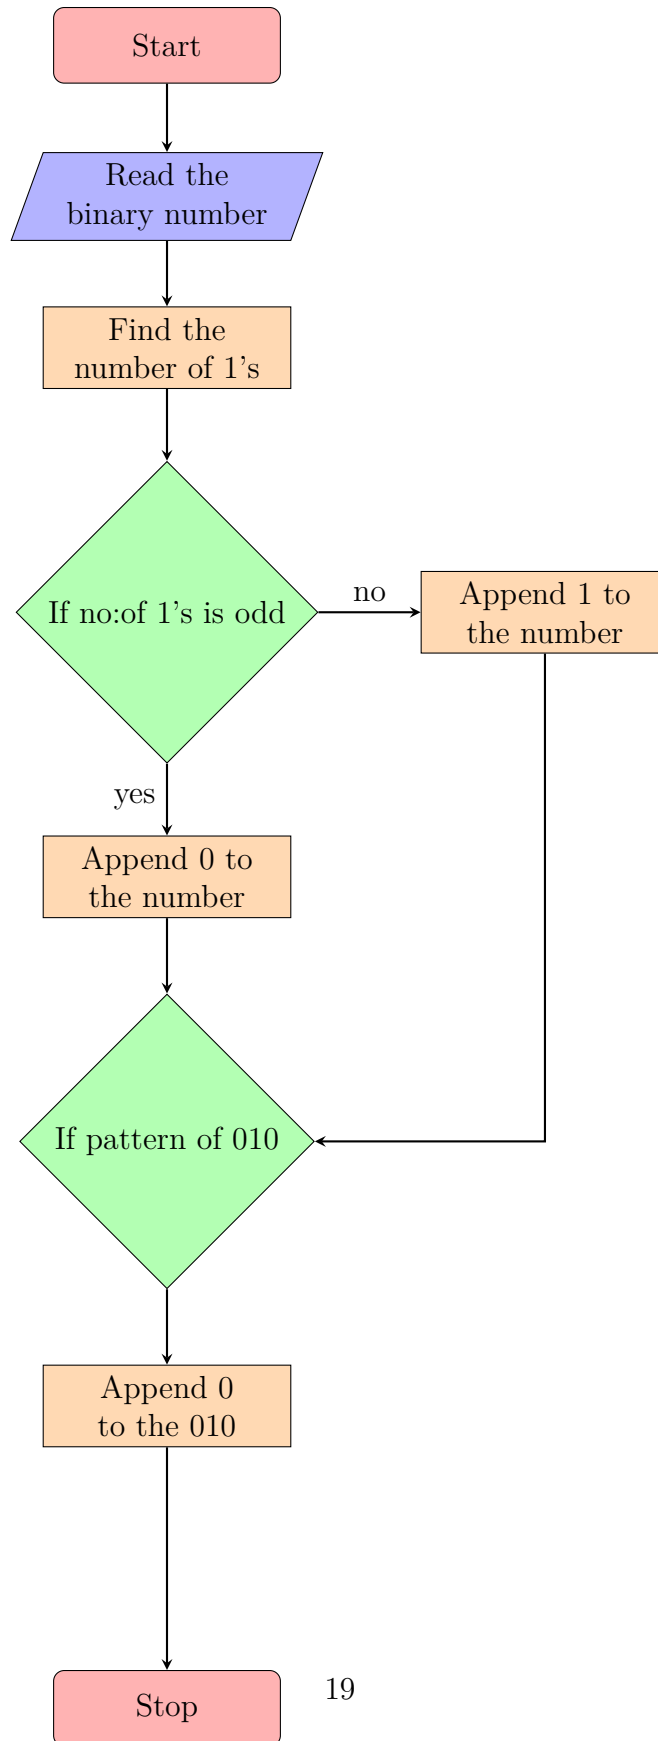 Start
Read the
binary number
Find the
number of 1's
If no:of 1's is odd
no
Append 1 to
the number
yes
Append 0 to
the number
If pattern of 010
Append 0
to the 010
Stop
19